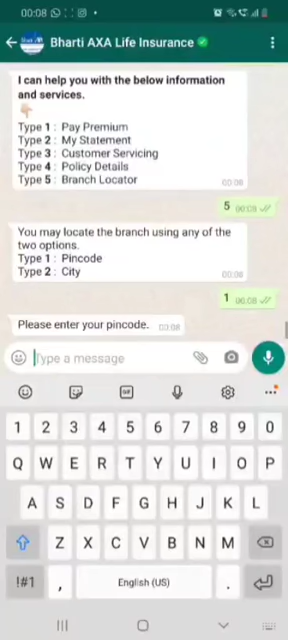 00:08
Bharti AXA Life Insurance
I can help you with the below information
and services.
Type 1 : Pay Premium
Type 2 : My Statement
Type 3 : Customer Servicing
Type 4 : Policy Details
Type 5 : Branch Locator
00:08
5 00:08
You may locate the branch using any of the
two options.
Type 1 : Pincode
Type 2 : City
00:08
1 00:08
Please enter your pincode. 00:08
Type a message
GIF
1 2 3 4 5 6 7 8 9 0
Q W E R T Y U I O P
A S D F G H J K L
Z X C V B N M
!#1 , English (US) .